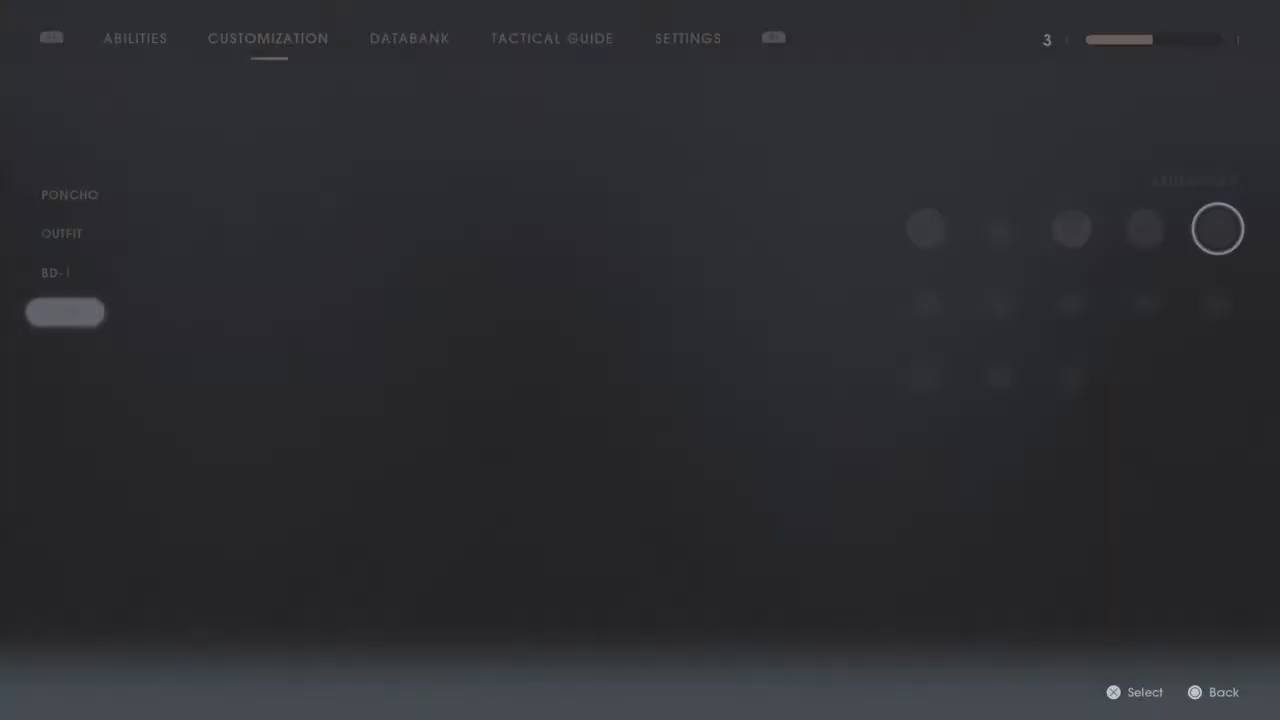 ABILITIES CUSTOMIZATION DATABANK TACTICAL GUIDE SETTINGS 3
PONCHO
OUTFIT
BD-1
Select Back